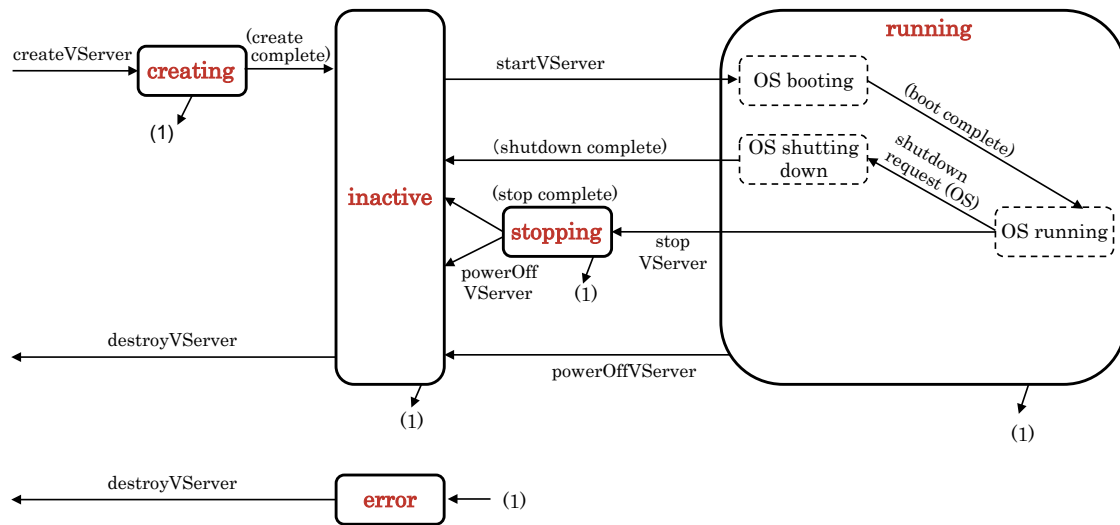 createVServer
creating
(create
complete)
(1)
inactive
startVServer
running
OS booting
(boot complete)
(shutdown complete)
OS shutting
down
shutdown
request (OS)
(stop complete)
stopping
stop
VServer
OS running
powerOff
VServer
(1)
destroyVServer
powerOffVServer
(1)
(1)
destroyVServer
error
(1)